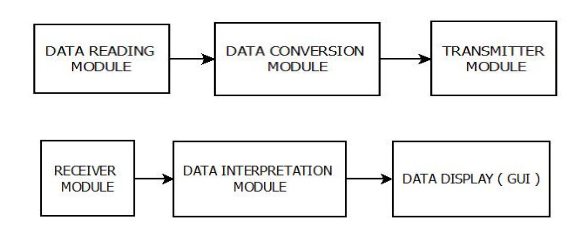 DATA READING
MODULE
DATA CONVERSION
MODULE
TRANSMITTER
MODULE
RECEIVER
MODULE
DATA INTERPRETATION
MODULE
DATA DISPLAY ( GUI )